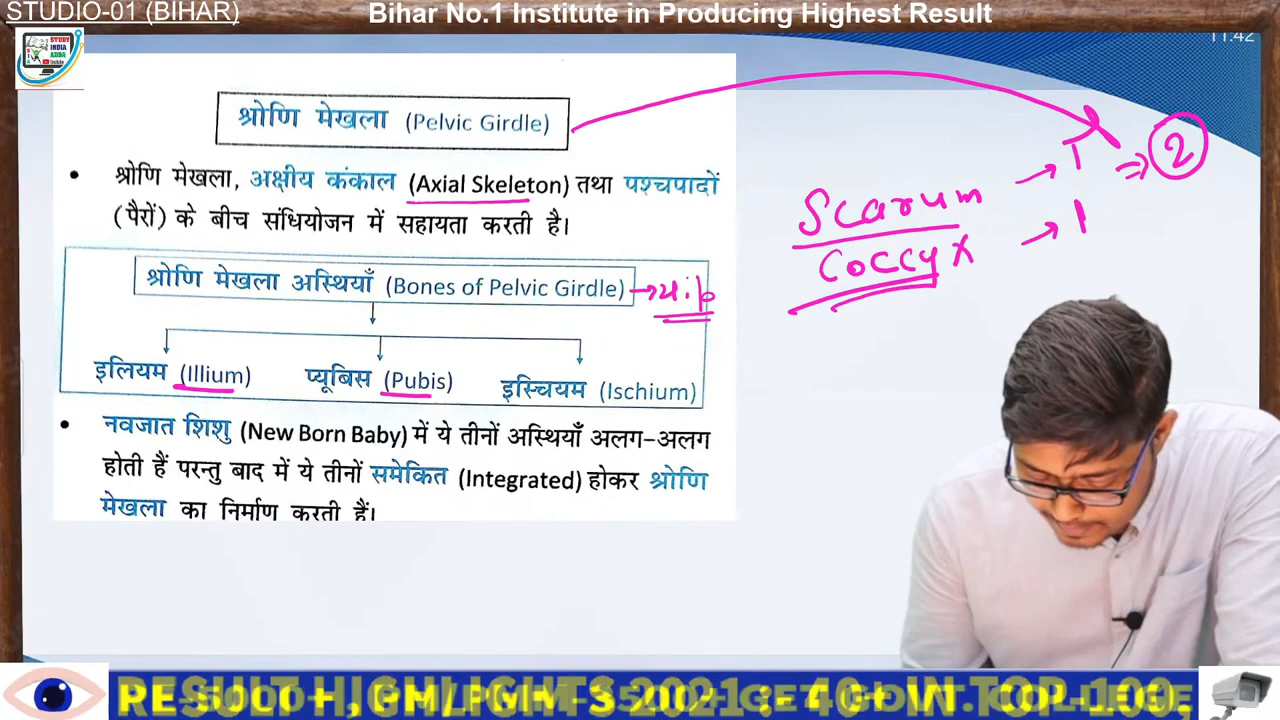 STUDIO-01 (BIHAR)
Bihar No.1 Institute in Producing Highest Result
11:42
STUDY
INDIA
ADDA
श्रोणि मेखला (Pelvic Girdle)
श्रोणि मेखला, अक्षीय कंकाल (Axial Skeleton) तथा पश्चपादों
(पैरों) के बीच संधियोजन में सहायता करती है।
श्रोणि मेखला अस्थियाँ (Bones of Pelvic Girdle)
इलियम (Illium) प्यूबिस (Pubis) इस्चियम (Ischium)
नवजात शिशु (New Born Baby) में ये तीनों अस्थियाँ अलग-अलग
होती हैं परन्तु बाद में ये तीनों समेकित (Integrated) होकर श्रोणि
मेखला का निर्माण करती हैं।
Scarum → 1 ⇒ 2
Coccyx → 1